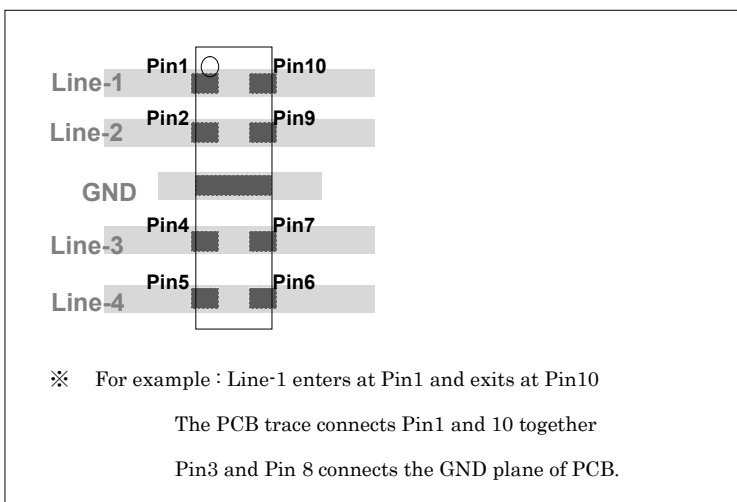 Pin1 Pin10
Line-1
Pin2 Pin9
Line-2
GND
Pin4 Pin7
Line-3
Pin5 Pin6
Line-4
※ For example : Line-1 enters at Pin1 and exits at Pin10
The PCB trace connects Pin1 and 10 together
Pin3 and Pin 8 connects the GND plane of PCB.